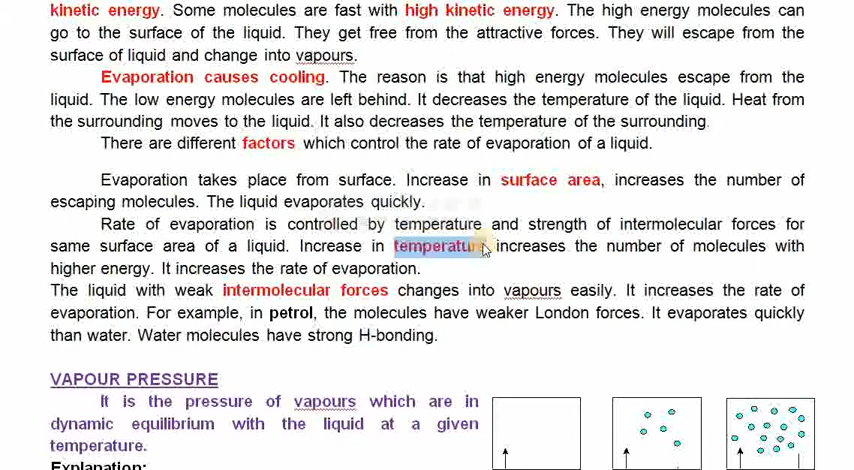 kinetic energy. Some molecules are fast with high kinetic energy. The high energy molecules can
go to the surface of the liquid. They get free from the attractive forces. They will escape from the
surface of liquid and change into vapours.
Evaporation causes cooling. The reason is that high energy molecules escape from the
liquid. The low energy molecules are left behind. It decreases the temperature of the liquid. Heat from
the surrounding moves to the liquid. It also decreases the temperature of the surrounding.
There are different factors which control the rate of evaporation of a liquid.
Evaporation takes place from surface. Increase in surface area, increases the number of
escaping molecules. The liquid evaporates quickly.
Rate of evaporation is controlled by temperature and strength of intermolecular forces for
same surface area of a liquid. Increase in temperature increases the number of molecules with
higher energy. It increases the rate of evaporation.
The liquid with weak intermolecular forces changes into vapours easily. It increases the rate of
evaporation. For example, in petrol, the molecules have weaker London forces. It evaporates quickly
than water. Water molecules have strong H-bonding.
VAPOUR PRESSURE
It is the pressure of vapours which are in
dynamic equilibrium with the liquid at a given
temperature.
Explanation: